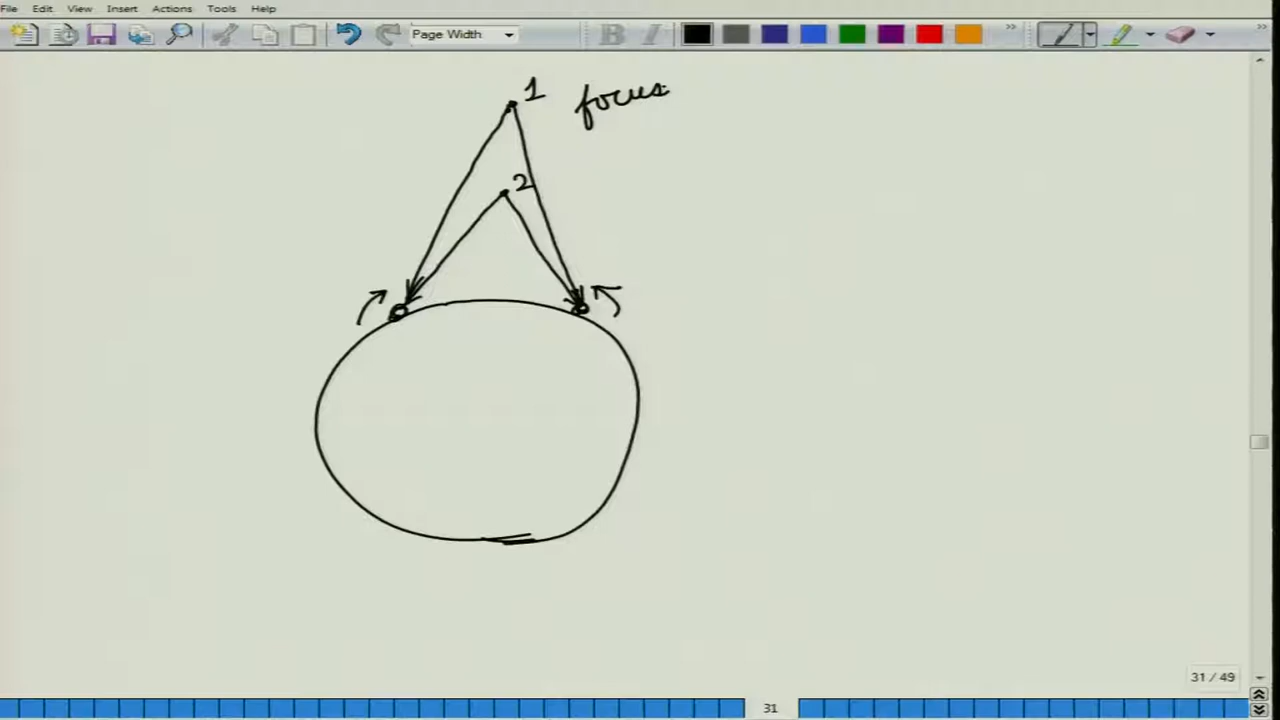 File Edit View Insert Actions Tools Help
Page Width B I
1 focus
2
31 / 49
31